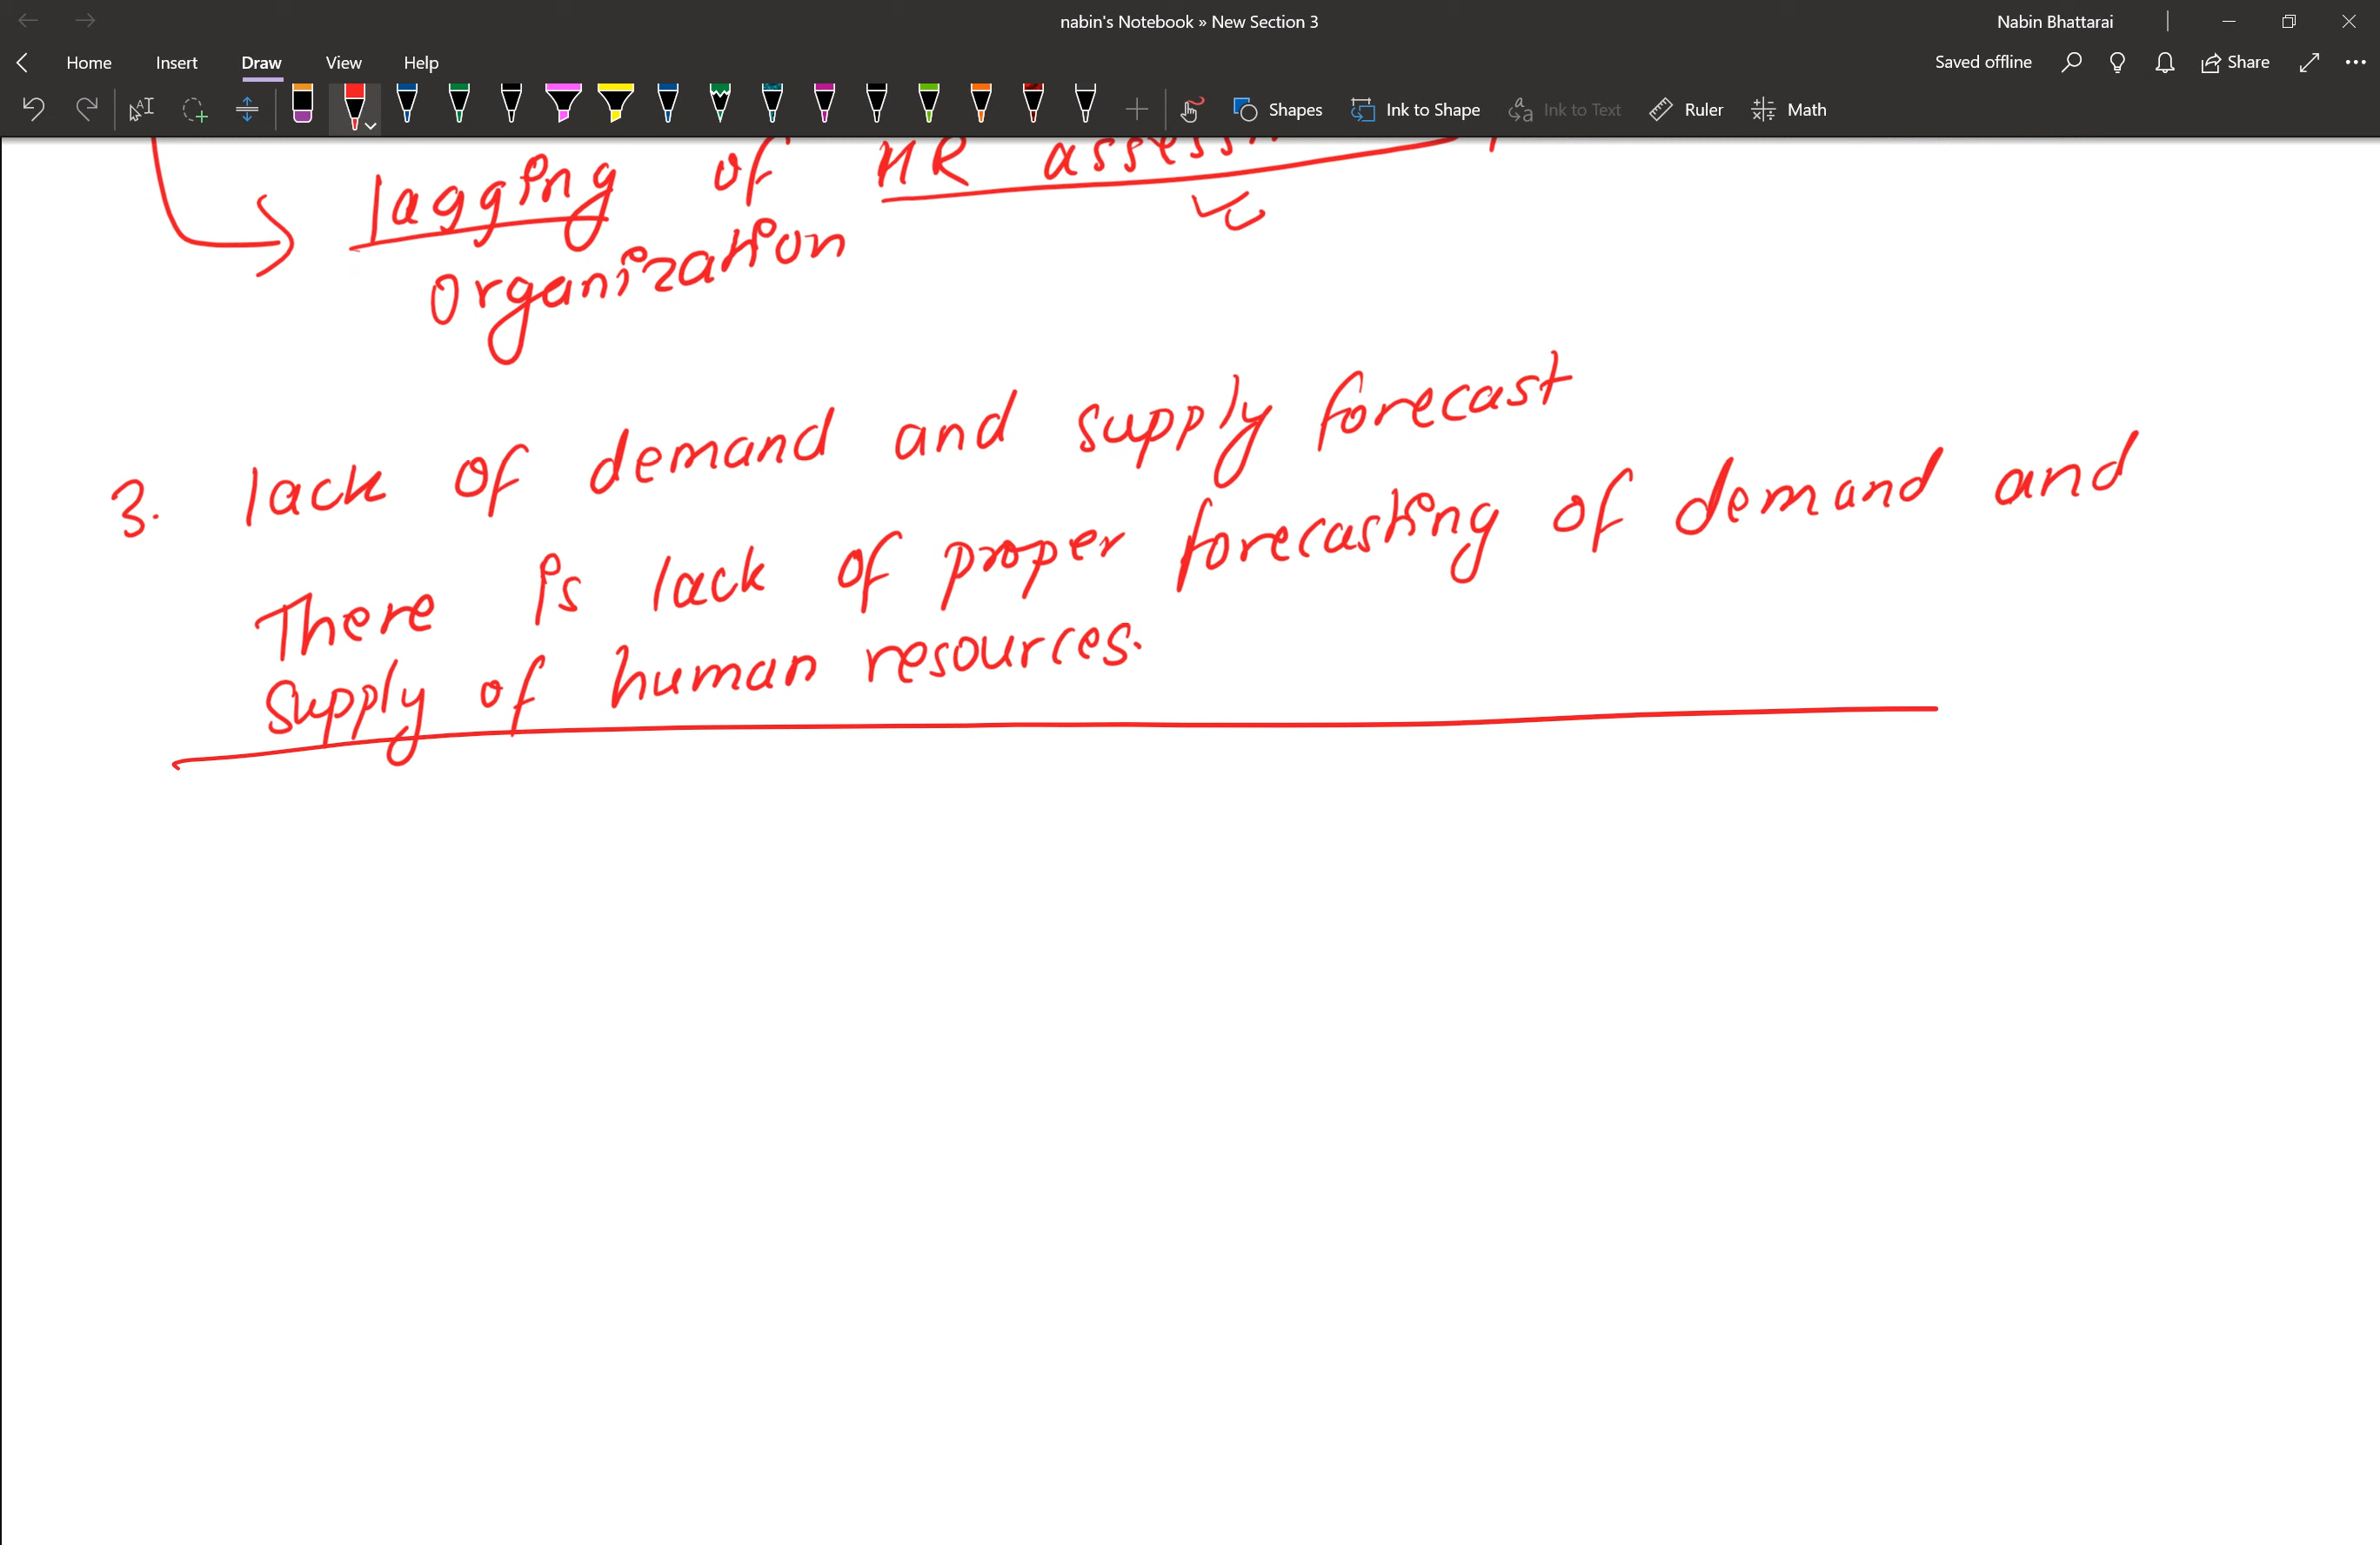 nabin's Notebook » New Section 3
Nabin Bhattarai
Home Insert Draw View Help
Saved offline
Share
Shapes Ink to Shape Ink to Text Ruler Math
lagging of HR
organization
3. lack of demand and supply forecast
There is lack of proper forecasting of demand and
supply of human resources.